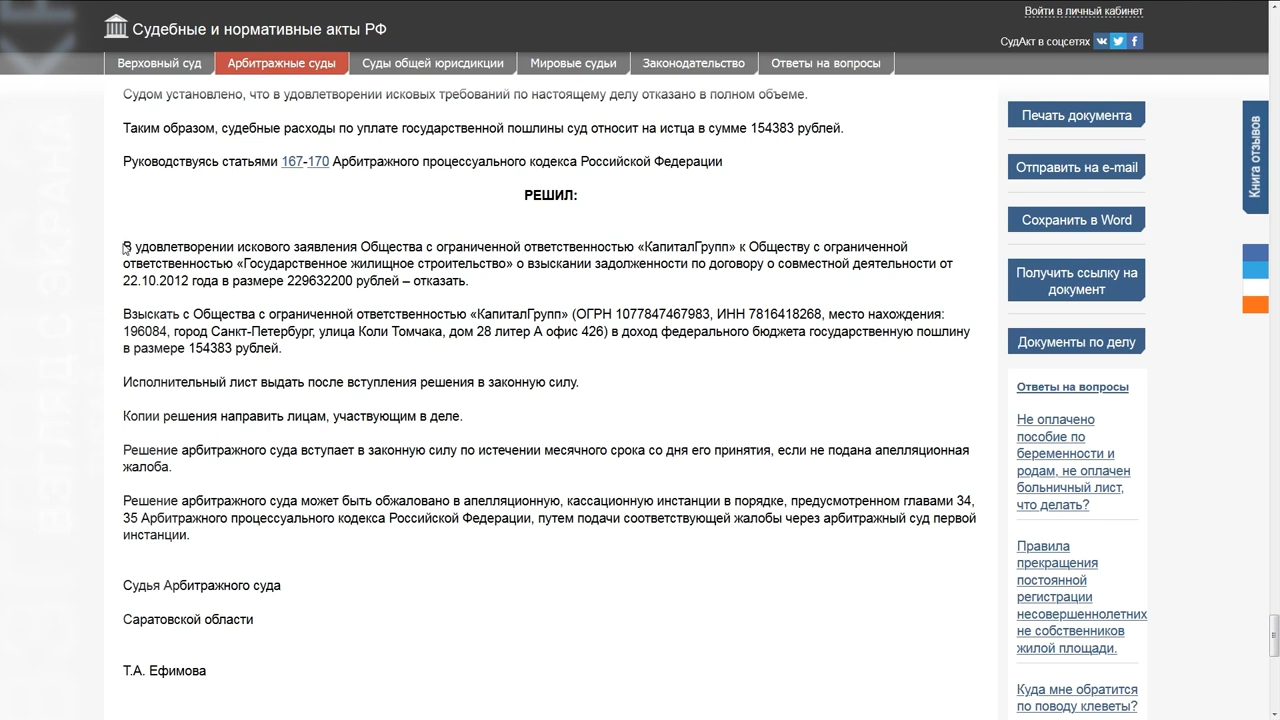 Войти в личный кабинет
Судебные и нормативные акты РФ
СудАкт в соцсетях
Верховный суд
Арбитражные суды
Суды общей юрисдикции
Мировые судьи
Законодательство
Ответы на вопросы
Судом установлено, что в удовлетворении исковых требований по настоящему делу отказано в полном объеме.
Таким образом, судебные расходы по уплате государственной пошлины суд относит на истца в сумме 154383 рублей.
Руководствуясь статьями 167-170 Арбитражного процессуального кодекса Российской Федерации
РЕШИЛ:
В удовлетворении искового заявления Общества с ограниченной ответственностью «КапиталГрупп» к Обществу с ограниченной
ответственностью «Государственное жилищное строительство» о взыскании задолженности по договору о совместной деятельности от
22.10.2012 года в размере 229632200 рублей – отказать.
Взыскать с Общества с ограниченной ответственностью «КапиталГрупп» (ОГРН 1077847467983, ИНН 7816418268, место нахождения:
196084, город Санкт-Петербург, улица Коли Томчака, дом 28 литер А офис 426) в доход федерального бюджета государственную пошлину
в размере 154383 рублей.
Исполнительный лист выдать после вступления решения в законную силу.
Копии решения направить лицам, участвующим в деле.
Решение арбитражного суда вступает в законную силу по истечении месячного срока со дня его принятия, если не подана апелляционная
жалоба.
Решение арбитражного суда может быть обжаловано в апелляционную, кассационную инстанции в порядке, предусмотренном главами 34,
35 Арбитражного процессуального кодекса Российской Федерации, путем подачи соответствующей жалобы через арбитражный суд первой
инстанции.
Судья Арбитражного суда
Саратовской области
Т.А. Ефимова
Печать документа
Отправить на e-mail
Сохранить в Word
Получить ссылку на
документ
Документы по делу
Ответы на вопросы
Не оплачено
пособие по
беременности и
родам, не оплачен
больничный лист,
что делать?
Правила
прекращения
постоянной
регистрации
несовершеннолетних
не собственников
жилой площади.
Куда мне обратится
по поводу клеветы?
Книга отзывов
ВЗГЛЯД С ЭКРАНА